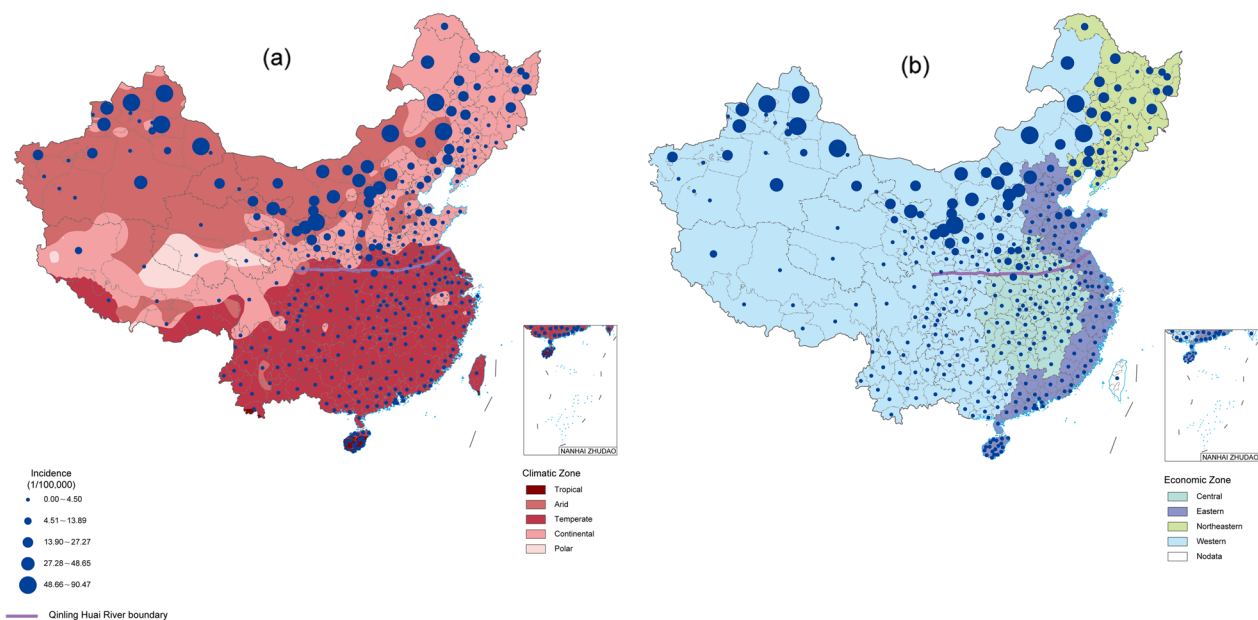 (a)
(b)
NANHAI ZHUDAO
NANHAI ZHUDAO
Incidence
(1/100,000)
0.00~4.50
4.51~13.89
13.90~27.27
27.28~48.65
48.66~90.47
Qinling Huai River boundary
Climatic Zone
Tropical
Arid
Temperate
Continental
Polar
Economic Zone
Central
Eastern
Northeastern
Western
Nodata